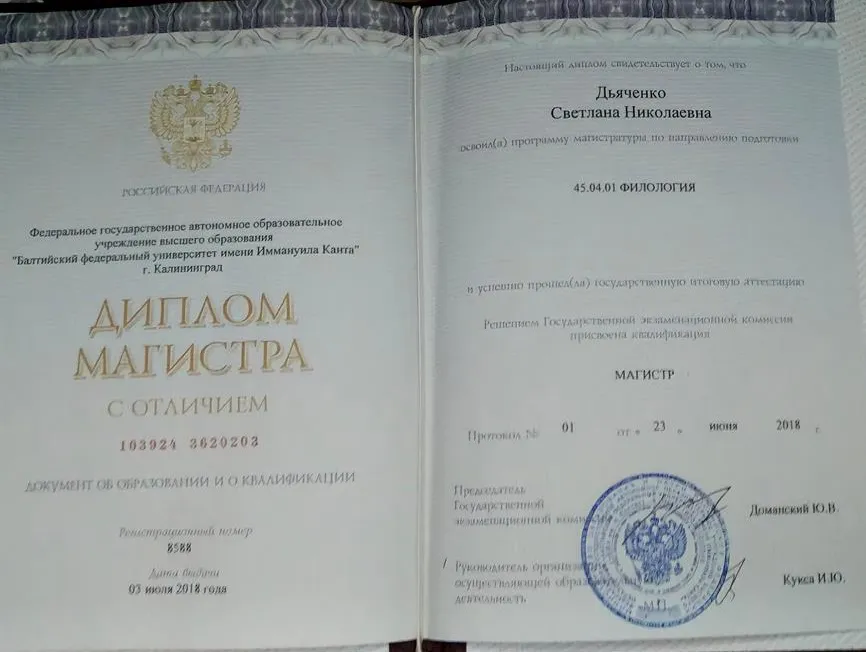 РОССИЙСКАЯ ФЕДЕРАЦИЯ
Федеральное государственное автономное образовательное
учреждение высшего образования
"Балтийский федеральный университет имени Иммануила Канта"
г. Калининград
ДИПЛОМ
МАГИСТРА
С ОТЛИЧИЕМ
103924 3620203
ДОКУМЕНТ ОБ ОБРАЗОВАНИИ И О КВАЛИФИКАЦИИ
Регистрационный номер
8588
Дата выдачи
03 июля 2018 года
Настоящий диплом свидетельствует о том, что
Дьяченко
Светлана Николаевна
освоил(а) программу магистратуры по направлению подготовки
45.04.01 ФИЛОЛОГИЯ
и успешно прошел(ла) государственную итоговую аттестацию
Решением Государственной экзаменационной комиссии
присвоена квалификация
МАГИСТР
Протокол № 01 от « 23 » июня 2018 г.
Председатель
Государственной
экзаменационной комиссии Доманский Ю.В.
Руководитель организации,
осуществляющей образовательную
деятельность Кукса И.Ю.
М.П.